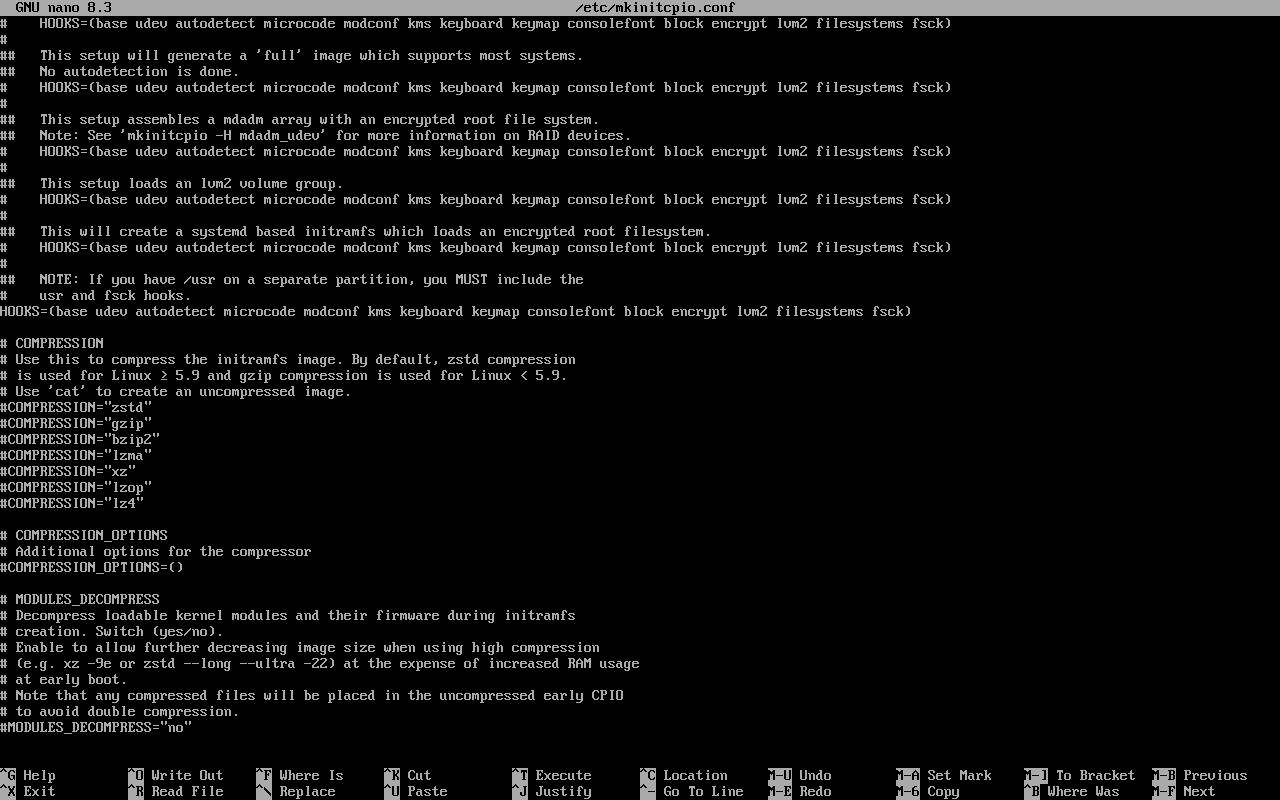 GNU nano 8.3 /etc/mkinitcpio.conf
# HOOKS=(base udev autodetect microcode modconf kms keyboard keymap consolefont block encrypt lvm2 filesystems fsck)
#
## This setup will generate a 'full' image which supports most systems.
## No autodetection is done.
# HOOKS=(base udev autodetect microcode modconf kms keyboard keymap consolefont block encrypt lvm2 filesystems fsck)
#
## This setup assembles a mdadm array with an encrypted root file system.
## Note: See 'mkinitcpio -H mdadm_udev' for more information on RAID devices.
# HOOKS=(base udev autodetect microcode modconf kms keyboard keymap consolefont block encrypt lvm2 filesystems fsck)
#
## This setup loads an lvm2 volume group.
# HOOKS=(base udev autodetect microcode modconf kms keyboard keymap consolefont block encrypt lvm2 filesystems fsck)
#
## This will create a systemd based initramfs which loads an encrypted root filesystem.
# HOOKS=(base udev autodetect microcode modconf kms keyboard keymap consolefont block encrypt lvm2 filesystems fsck)
#
## NOTE: If you have /usr on a separate partition, you MUST include the
# usr and fsck hooks.
HOOKS=(base udev autodetect microcode modconf kms keyboard keymap consolefont block encrypt lvm2 filesystems fsck)
# COMPRESSION
# Use this to compress the initramfs image. By default, zstd compression
# is used for Linux ≥ 5.9 and gzip compression is used for Linux < 5.9.
# Use 'cat' to create an uncompressed image.
#COMPRESSION="zstd"
#COMPRESSION="gzip"
#COMPRESSION="bzip2"
#COMPRESSION="lzma"
#COMPRESSION="xz"
#COMPRESSION="lzop"
#COMPRESSION="lz4"
# COMPRESSION_OPTIONS
# Additional options for the compressor
#COMPRESSION_OPTIONS=()
# MODULES_DECOMPRESS
# Decompress loadable kernel modules and their firmware during initramfs
# creation. Switch (yes/no).
# Enable to allow further decreasing image size when using high compression
# (e.g. xz -9e or zstd --long --ultra -22) at the expense of increased RAM usage
# at early boot.
# Note that any compressed files will be placed in the uncompressed early CPIO
# to avoid double compression.
#MODULES_DECOMPRESS="no"
^G Help ^O Write Out ^F Where Is ^K Cut ^T Execute ^C Location M-U Undo M-A Set Mark M-] To Bracket M-B Previous
^X Exit ^R Read File ^\ Replace ^U Paste ^J Justify ^- Go To Line M-E Redo M-6 Copy ^B Where Was M-F Next